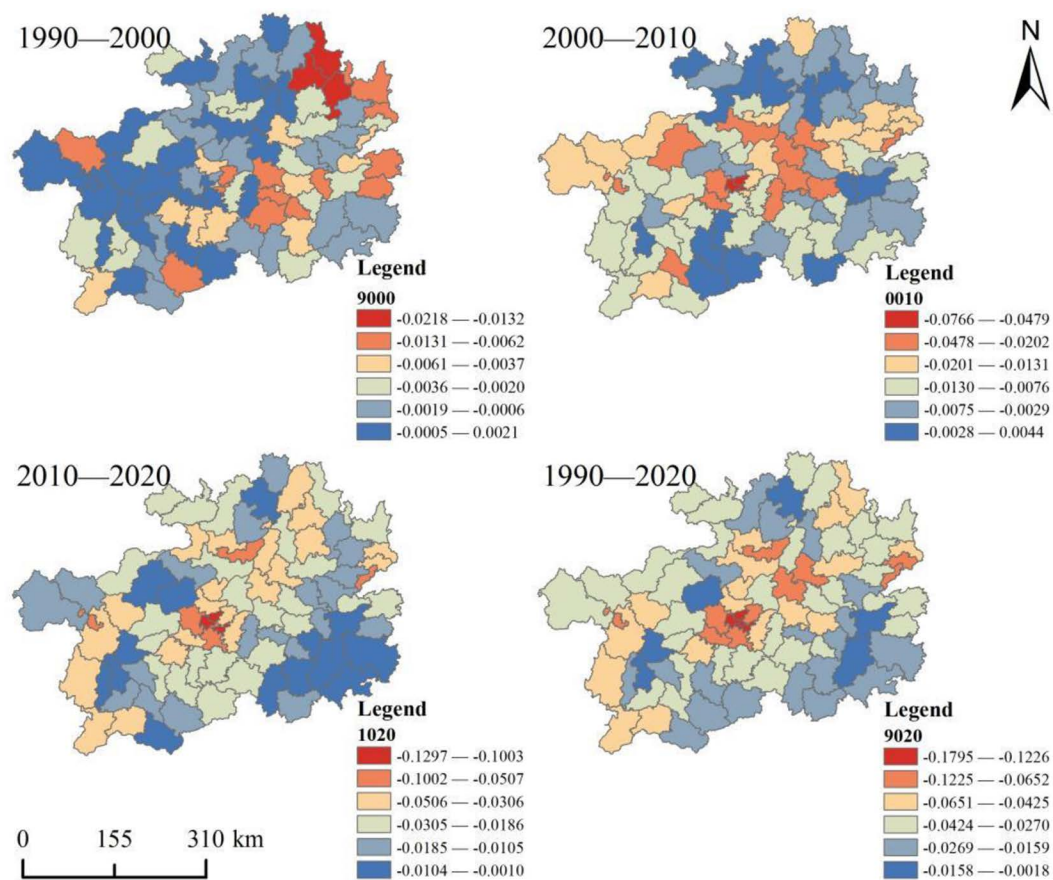 1990—2000
2000—2010
N
Legend
9000
-0.0218 — -0.0132
-0.0131 — -0.0062
-0.0061 — -0.0037
-0.0036 — -0.0020
-0.0019 — -0.0006
-0.0005 — 0.0021
Legend
0010
-0.0766 — -0.0479
-0.0478 — -0.0202
-0.0201 — -0.0131
-0.0130 — -0.0076
-0.0075 — -0.0029
-0.0028 — 0.0044
2010—2020
1990—2020
Legend
1020
-0.1297 — -0.1003
-0.1002 — -0.0507
-0.0506 — -0.0306
-0.0305 — -0.0186
-0.0185 — -0.0105
-0.0104 — -0.0010
Legend
9020
-0.1795 — -0.1226
-0.1225 — -0.0652
-0.0651 — -0.0425
-0.0424 — -0.0270
-0.0269 — -0.0159
-0.0158 — -0.0018
0 155 310 km